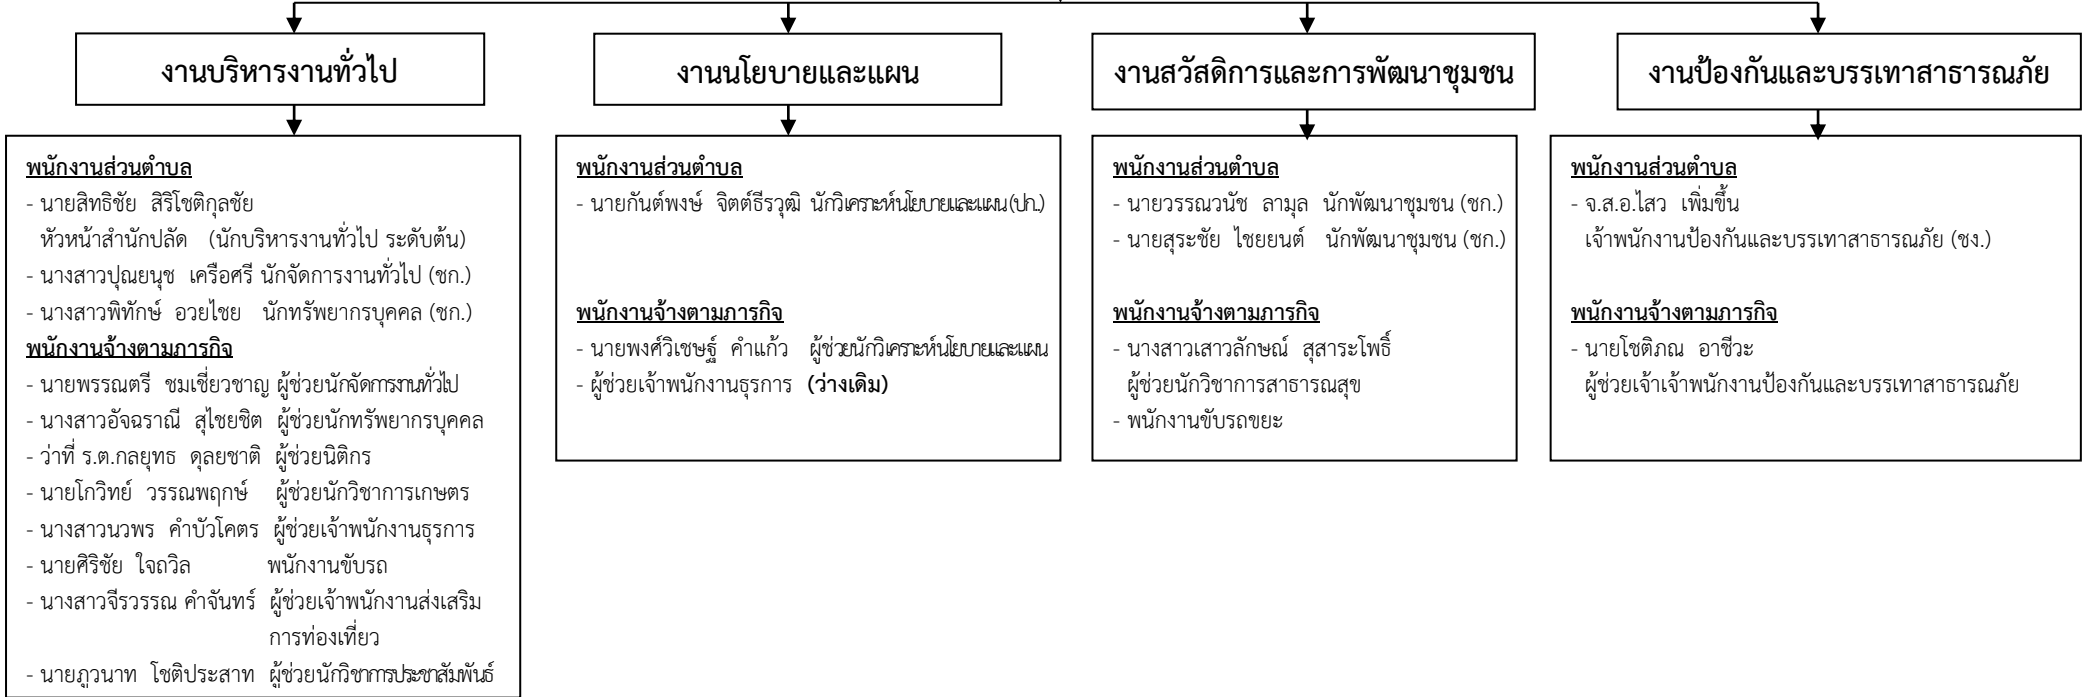 งานบริหารงานทั่วไป
พนักงานส่วนตำบล
- นายสิทธิชัย สิริโชติกุลชัย
หัวหน้าสำนักปลัด (นักบริหารงานทั่วไป ระดับต้น)
- นางสาวปุณยนุช เครือศรี นักจัดการงานทั่วไป (ชก.)
- นางสาวพิทักษ์ อวยไชย นักทรัพยากรบุคคล (ชก.)
พนักงานจ้างตามภารกิจ
- นายพรรณตรี ชมเชี่ยวชาญ ผู้ช่วยนักจัดการงานทั่วไป
- นางสาวอัจฉราณี สุไชยชิต ผู้ช่วยนักทรัพยากรบุคคล
- ว่าที่ ร.ต.กลยุทธ ดุลยชาติ ผู้ช่วยนิติกร
- นายโกวิทย์ วรรณพฤกษ์ ผู้ช่วยนักวิชาการเกษตร
- นางสาวนวพร คำบัวโคตร ผู้ช่วยเจ้าพนักงานธุรการ
- นายศิริชัย ใจถวิล พนักงานขับรถ
- นางสาวจีรวรรณ คำจันทร์ ผู้ช่วยเจ้าพนักงานส่งเสริม
การท่องเที่ยว
- นายภูวนาท โชติประสาท ผู้ช่วยนักวิชาการประชาสัมพันธ์
งานนโยบายและแผน
พนักงานส่วนตำบล
- นายกันต์พงษ์ จิตต์ธีรวุฒิ นักวิเคราะห์นโยบายและแผน(ปก.)
พนักงานจ้างตามภารกิจ
- นายพงศ์วิเชษฐ์ คำแก้ว ผู้ช่วยนักวิเคราะห์นโยบายและแผน
- ผู้ช่วยเจ้าพนักงานธุรการ (ว่างเดิม)
งานสวัสดิการและการพัฒนาชุมชน
พนักงานส่วนตำบล
- นายวรรณวนัช ลามุล นักพัฒนาชุมชน (ชก.)
- นายสุระชัย ไชยยนต์ นักพัฒนาชุมชน (ชก.)
พนักงานจ้างตามภารกิจ
- นางสาวเสาวลักษณ์ สุสาระโพธิ์
ผู้ช่วยนักวิชาการสาธารณสุข
- พนักงานขับรถขยะ
งานป้องกันและบรรเทาสาธารณภัย
พนักงานส่วนตำบล
- จ.ส.อ.ไสว เพิ่มขึ้น
เจ้าพนักงานป้องกันและบรรเทาสาธารณภัย (ชง.)
พนักงานจ้างตามภารกิจ
- นายโชติภณ อาชีวะ
ผู้ช่วยเจ้าเจ้าพนักงานป้องกันและบรรเทาสาธารณภัย